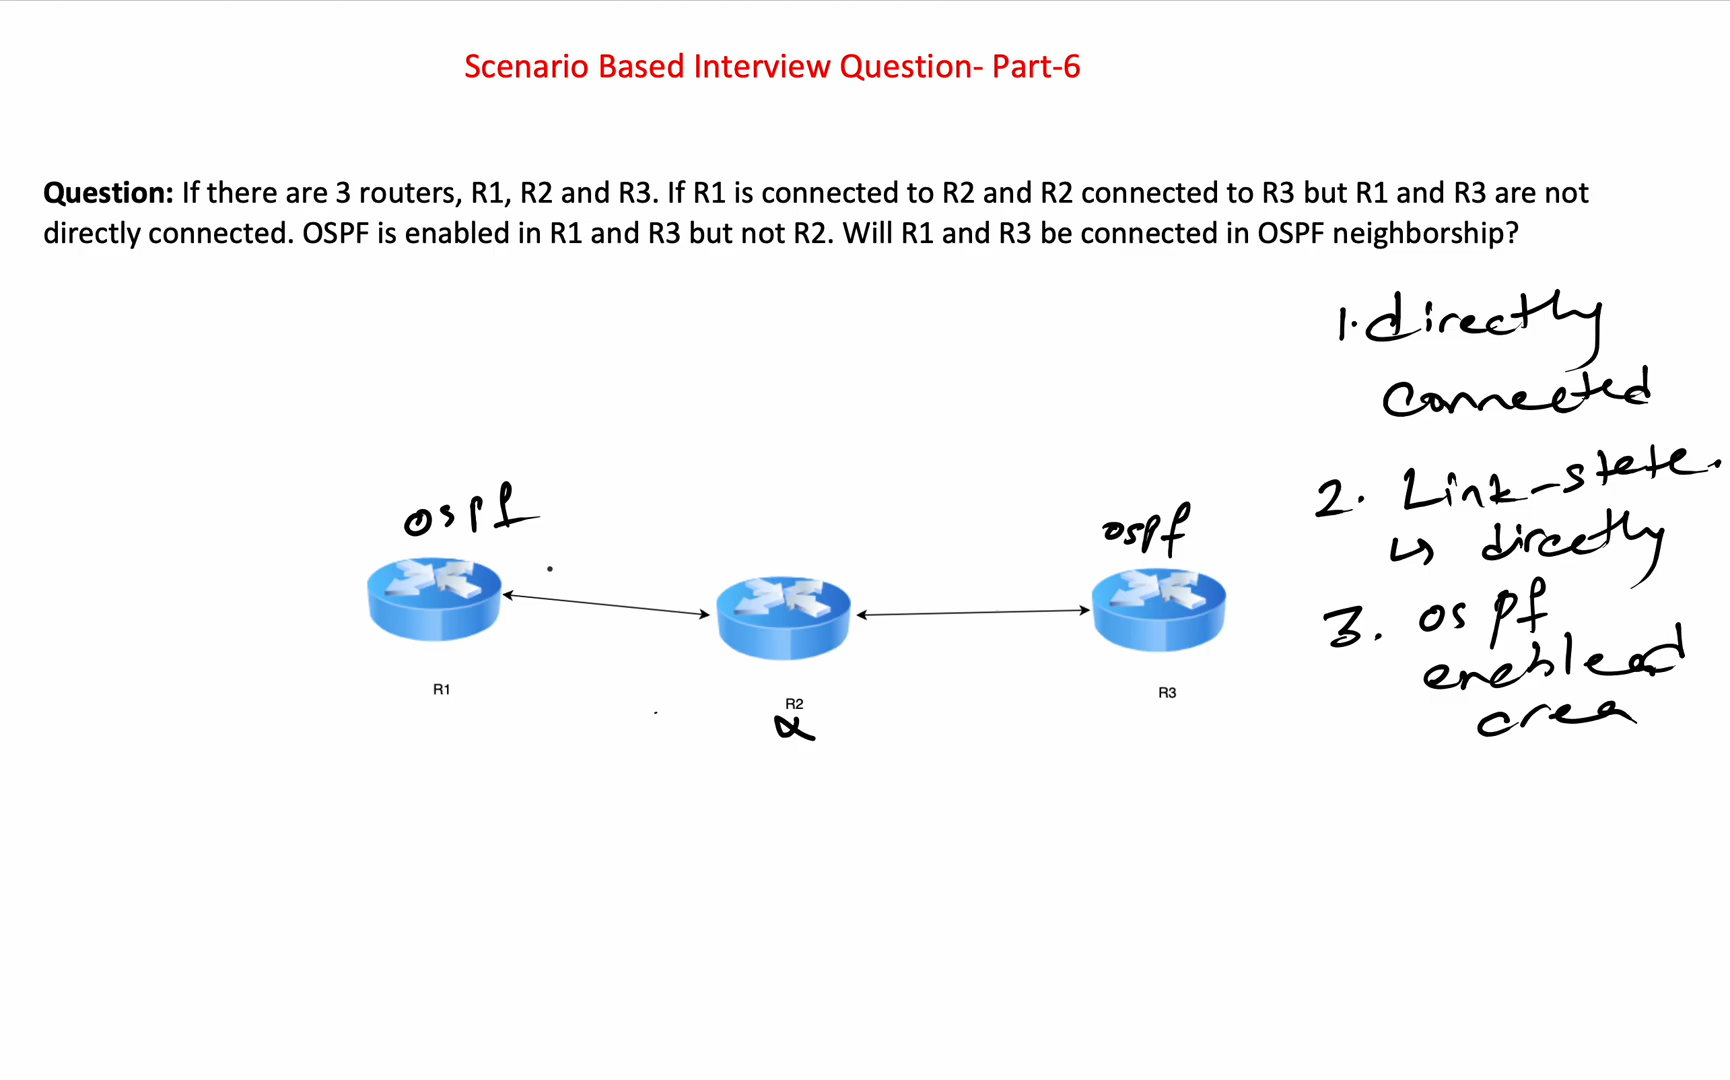 Scenario Based Interview Question- Part-6
Question: If there are 3 routers, R1, R2 and R3. If R1 is connected to R2 and R2 connected to R3 but R1 and R3 are not
directly connected. OSPF is enabled in R1 and R3 but not R2. Will R1 and R3 be connected in OSPF neighborship?
1. directly
connected
2. Link-state.
↳ directly
3. ospf
enabled
area
ospf
ospf
R1
R2
R3